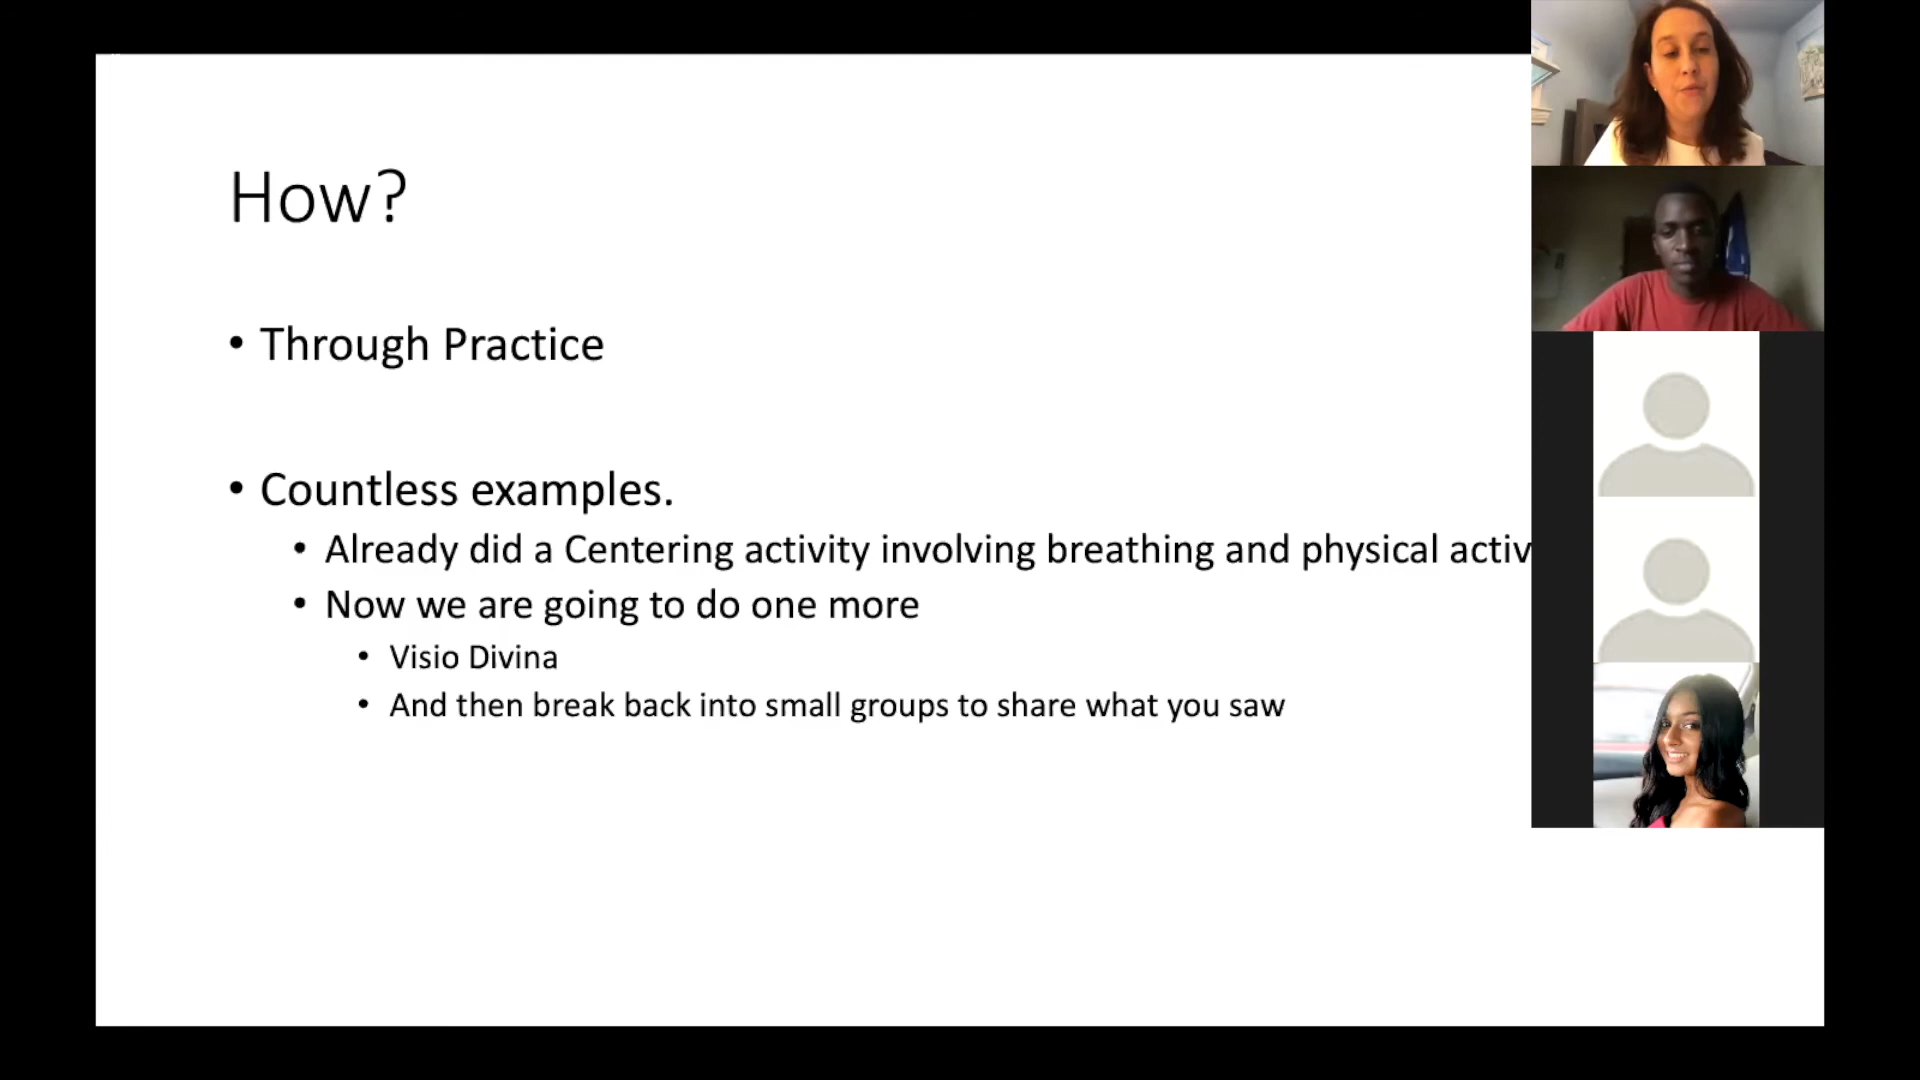 How?
• Through Practice
• Countless examples.
• Already did a Centering activity involving breathing and physical activ
• Now we are going to do one more
• Visio Divina
• And then break back into small groups to share what you saw